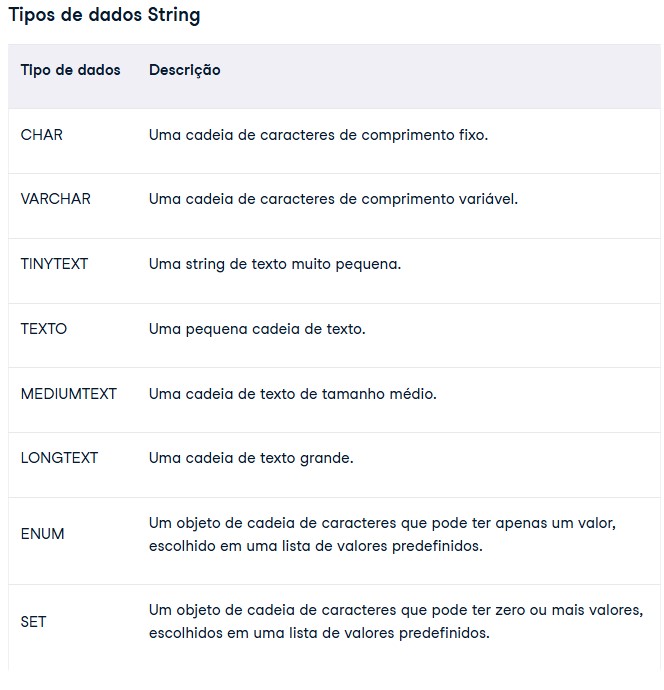 Tipos de dados String
Tipo de dados Descrição
CHAR Uma cadeia de caracteres de comprimento fixo.
VARCHAR Uma cadeia de caracteres de comprimento variável.
TINYTEXT Uma string de texto muito pequena.
TEXTO Uma pequena cadeia de texto.
MEDIUMTEXT Uma cadeia de texto de tamanho médio.
LONGTEXT Uma cadeia de texto grande.
ENUM Um objeto de cadeia de caracteres que pode ter apenas um valor,
escolhido em uma lista de valores predefinidos.
SET Um objeto de cadeia de caracteres que pode ter zero ou mais valores,
escolhidos em uma lista de valores predefinidos.